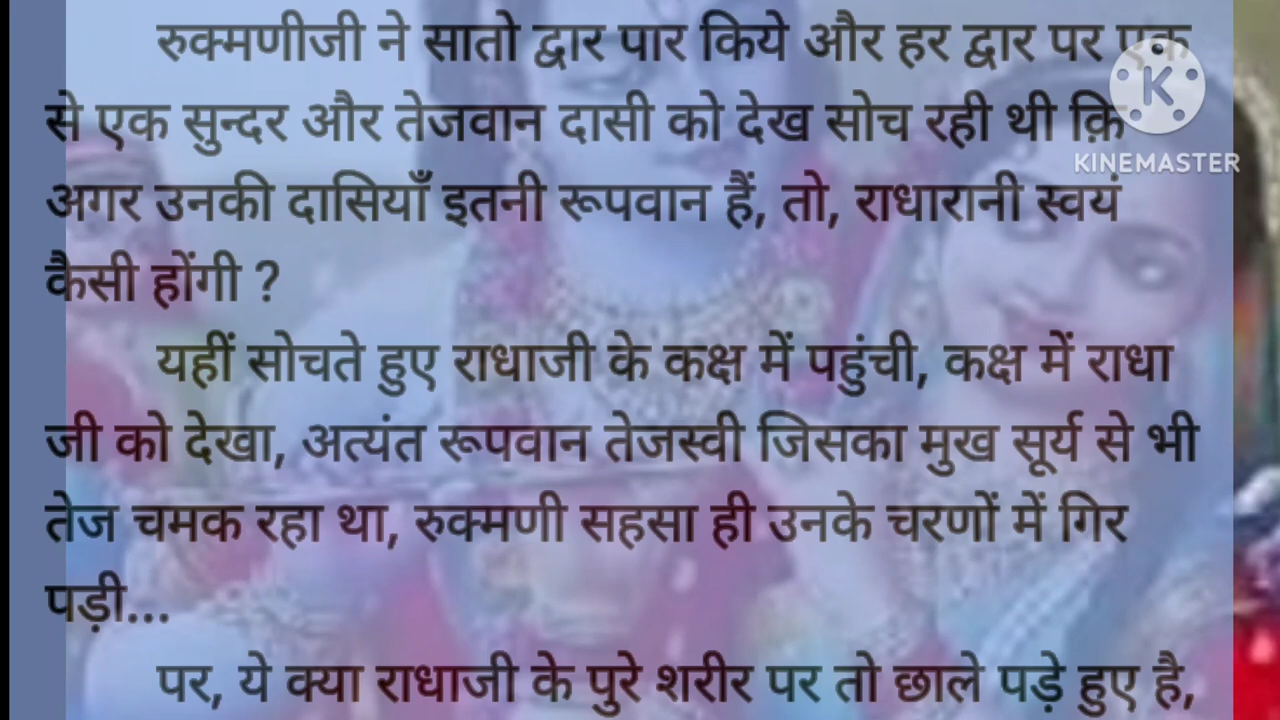 रुक्मणीजी ने सातो द्वार पार किये और हर द्वार पर एक
से एक सुन्दर और तेजवान दासी को देख सोच रही थी क़ि
अगर उनकी दासियाँ इतनी रूपवान हैं, तो, राधारानी स्वयं
कैसी होंगी ?
यहीं सोचते हुए राधाजी के कक्ष में पहुंची, कक्ष में राधा
जी को देखा, अत्यंत रूपवान तेजस्वी जिसका मुख सूर्य से भी
तेज चमक रहा था, रुक्मणी सहसा ही उनके चरणों में गिर
पड़ी...
पर, ये क्या राधाजी के पुरे शरीर पर तो छाले पड़े हुए है,
K
KINEMASTER